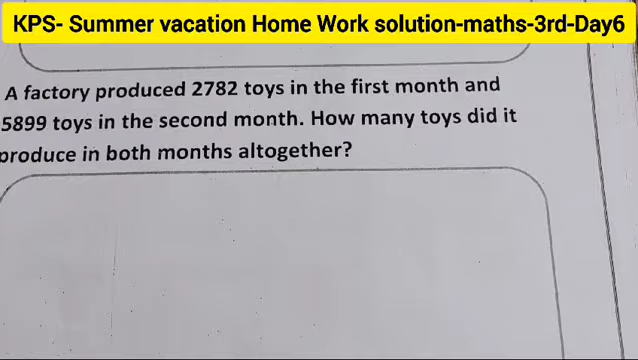 KPS- Summer vacation Home Work solution-maths-3rd-Day6
A factory produced 2782 toys in the first month and
5899 toys in the second month. How many toys did it
produce in both months altogether?